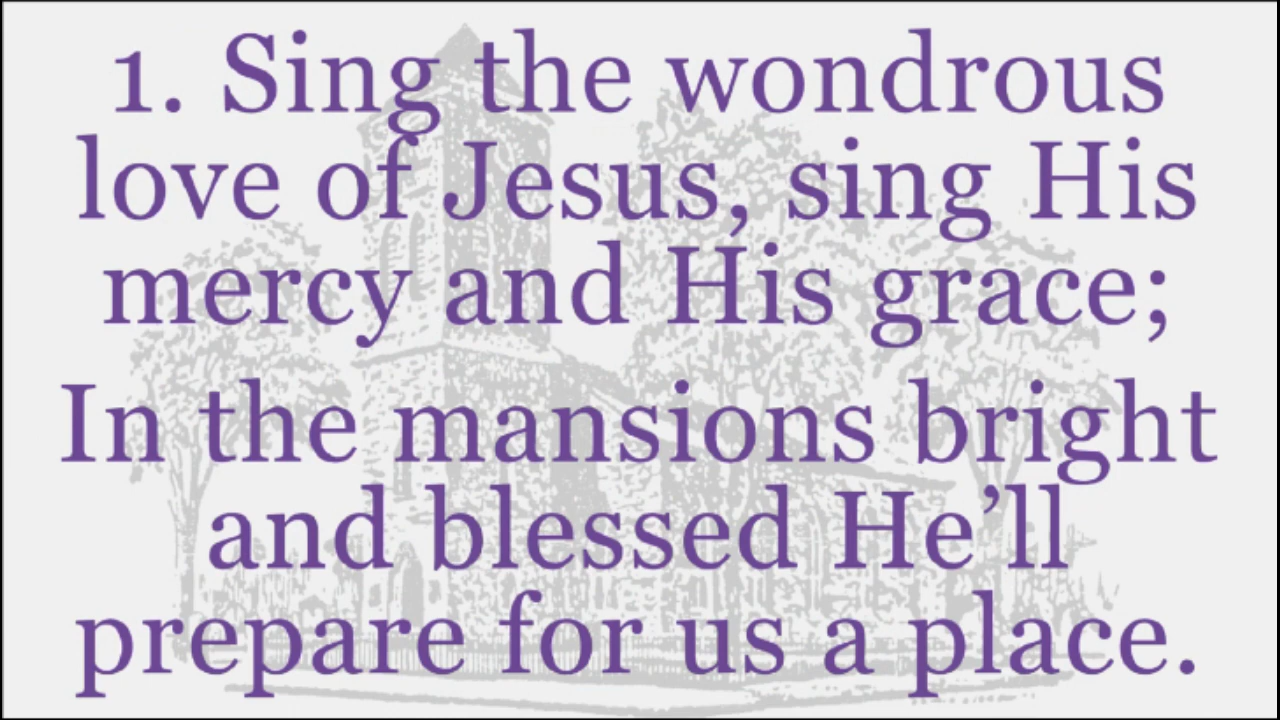 1. Sing the wondrous
love of Jesus, sing His
mercy and His grace;
In the mansions bright
and blessed He’ll
prepare for us a place.